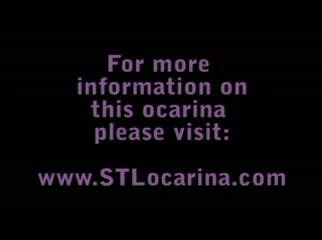 For more
information on
this ocarina
please visit:
www.STLocarina.com